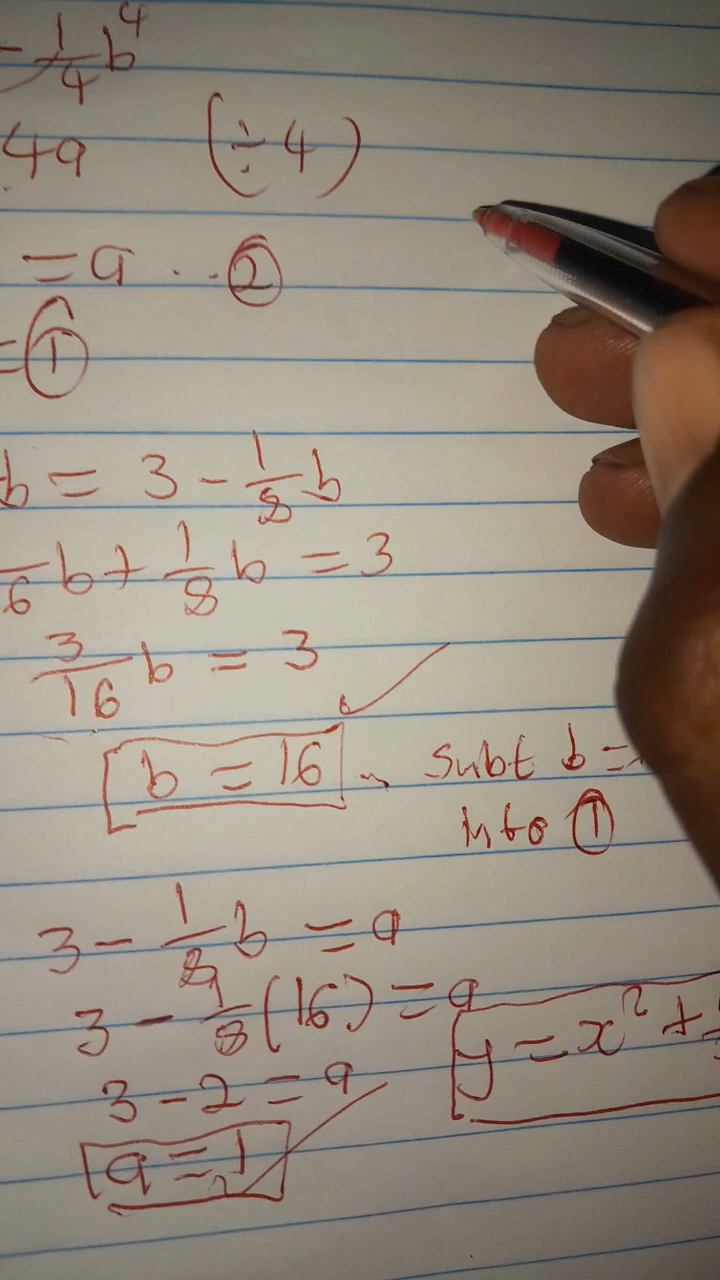 - 1/4 b⁴
4a (÷4)
= a ... ②
= ①
b = 3 - 1/8 b
/6 b + 1/8 b = 3
3/16 b = 3
b = 16 ... Subt b =
into ①
3 - 1/8 b = a
3 - 1/8 (16) = a
y = x² +
3 - 2 = a
a = 1